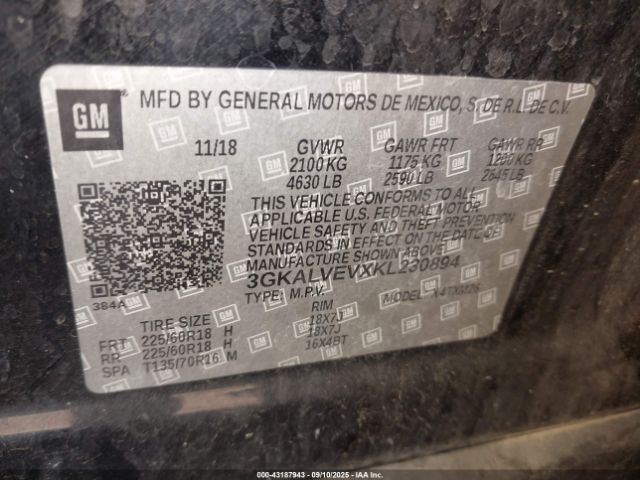 GM
MFD BY GENERAL MOTORS DE MEXICO, S. DE R.L. DE C.V.
11/18 GVWR GAWR FRT GAWR RR
2100 KG 1175 KG 1200 KG
4630 LB 2590 LB 2645 LB
THIS VEHICLE CONFORMS TO ALL
APPLICABLE U.S. FEDERAL MOTOR
VEHICLE SAFETY AND THEFT PREVENTION
STANDARDS IN EFFECT ON THE DATE OF
MANUFACTURE SHOWN ABOVE.
3GKALVEVXKL230894
TYPE: M.P.V. MODEL:
384A
TIRE SIZE RIM
FRT 225/60R18 H 18X7J
RR 225/60R18 H 18X7J
SPA T135/70R16 M 16X4BT
000-43187943 - 09/10/2025 - IAA Inc.